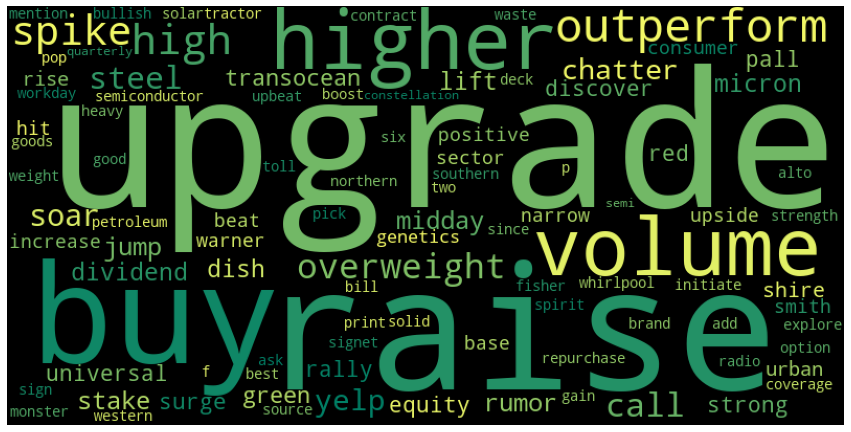 mention bullish solartractor contract waste outperform
spike high higher consumer
pop quarterly
rise steel transocean lift deck chatter pall
workday semiconductor upbeat boost constellation discover micron
heavy upgrade
hit six positive
goods good toll sector p red alto
weight northern southern two
semi
soar petroleum pick midday since narrow upside strength
beat
increase jump warner genetics volume
dividend dish overweight
bill fisher whirlpool initiate shire
buy raise spirit smith
print solid brand add explore
signet base
universal f ask best rally repurchase radio option
gain urban
sign coverage
monster stake surge green yelp equity rumor call strong
western source